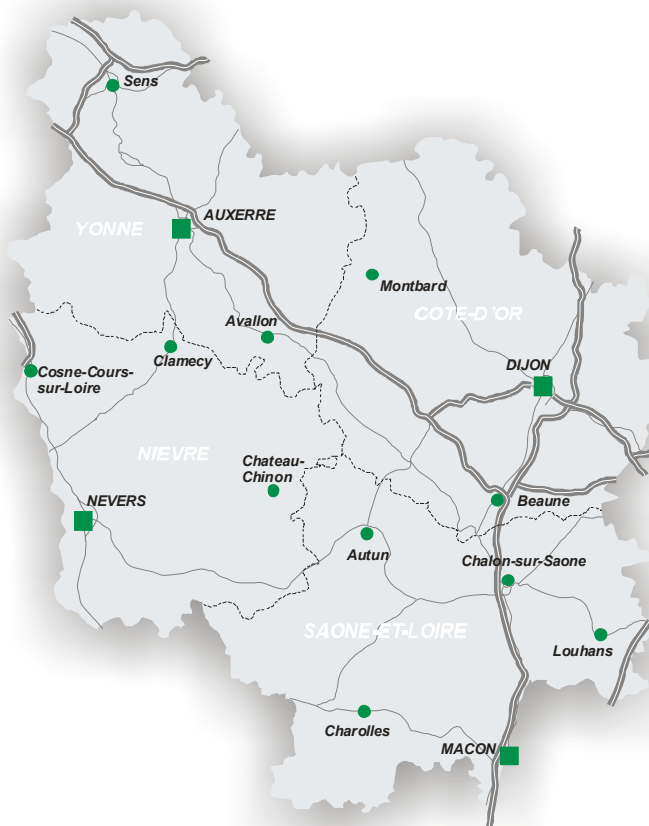 Sens
AUXERRE
YONNE
Montbard
COTE-D'OR
Avallon
Clamecy
DIJON
Cosne-Cours-
sur-Loire
NIEVRE
Chateau-
Chinon
NEVERS
Beaune
Autun
Chalon-sur-Saone
SAONE-ET-LOIRE
Louhans
Charolles
MACON